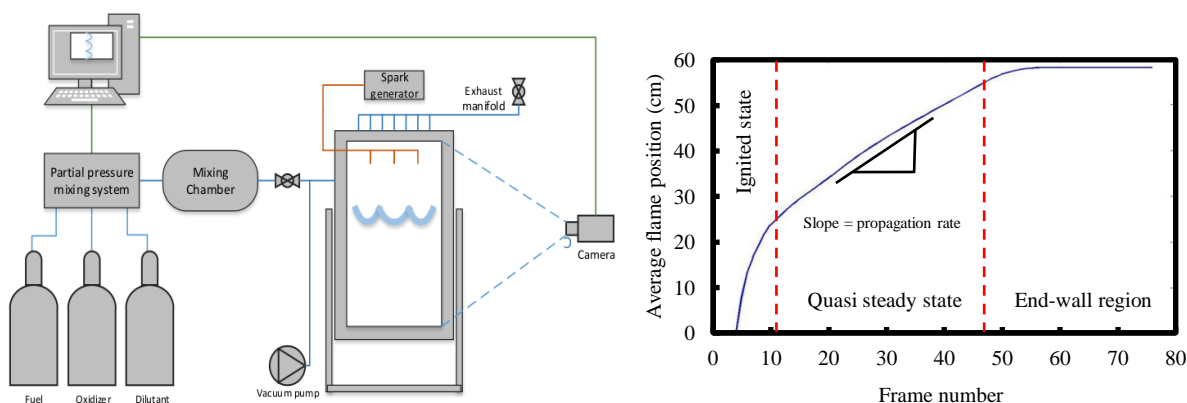 Spark
generator
Exhaust
manifold
Partial pressure
mixing system
Mixing
Chamber
Camera
Vacuum pump
Fuel
Oxidizer
Dilutant
Average flame position (cm)
60
50
40
30
20
10
0
Ignited state
Slope = propagation rate
Quasi steady state
End-wall region
0 10 20 30 40 50 60 70 80
Frame number